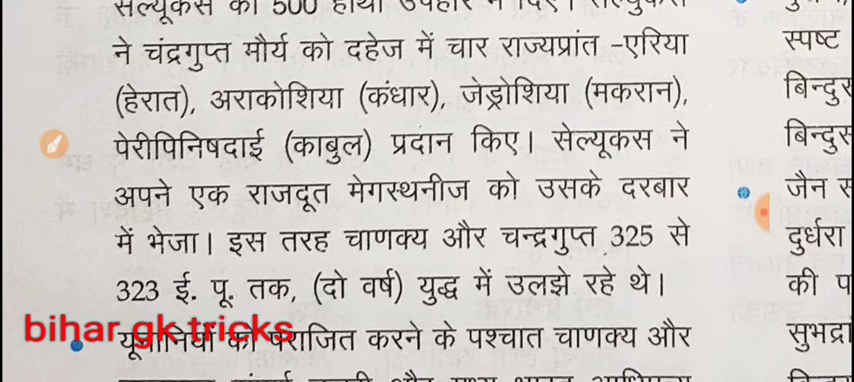 सेल्यूकस को 500 हाथी उपहार में दिए।
ने चंद्रगुप्त मौर्य को दहेज में चार राज्यप्रांत -एरिया
(हेरात), अराकोशिया (कंधार), जेड्रोशिया (मकरान),
पेरीपिनिषदाई (काबुल) प्रदान किए। सेल्यूकस ने
अपने एक राजदूत मेगस्थनीज को उसके दरबार
में भेजा। इस तरह चाणक्य और चन्द्रगुप्त 325 से
323 ई. पू. तक, (दो वर्ष) युद्ध में उलझे रहे थे।
bihar gk tricks
यूनानियों को पराजित करने के पश्चात चाणक्य और
स्पष्ट
बिन्दुस
बिन्दुस
जैन
दुर्धरा
की प
सुभद्रा